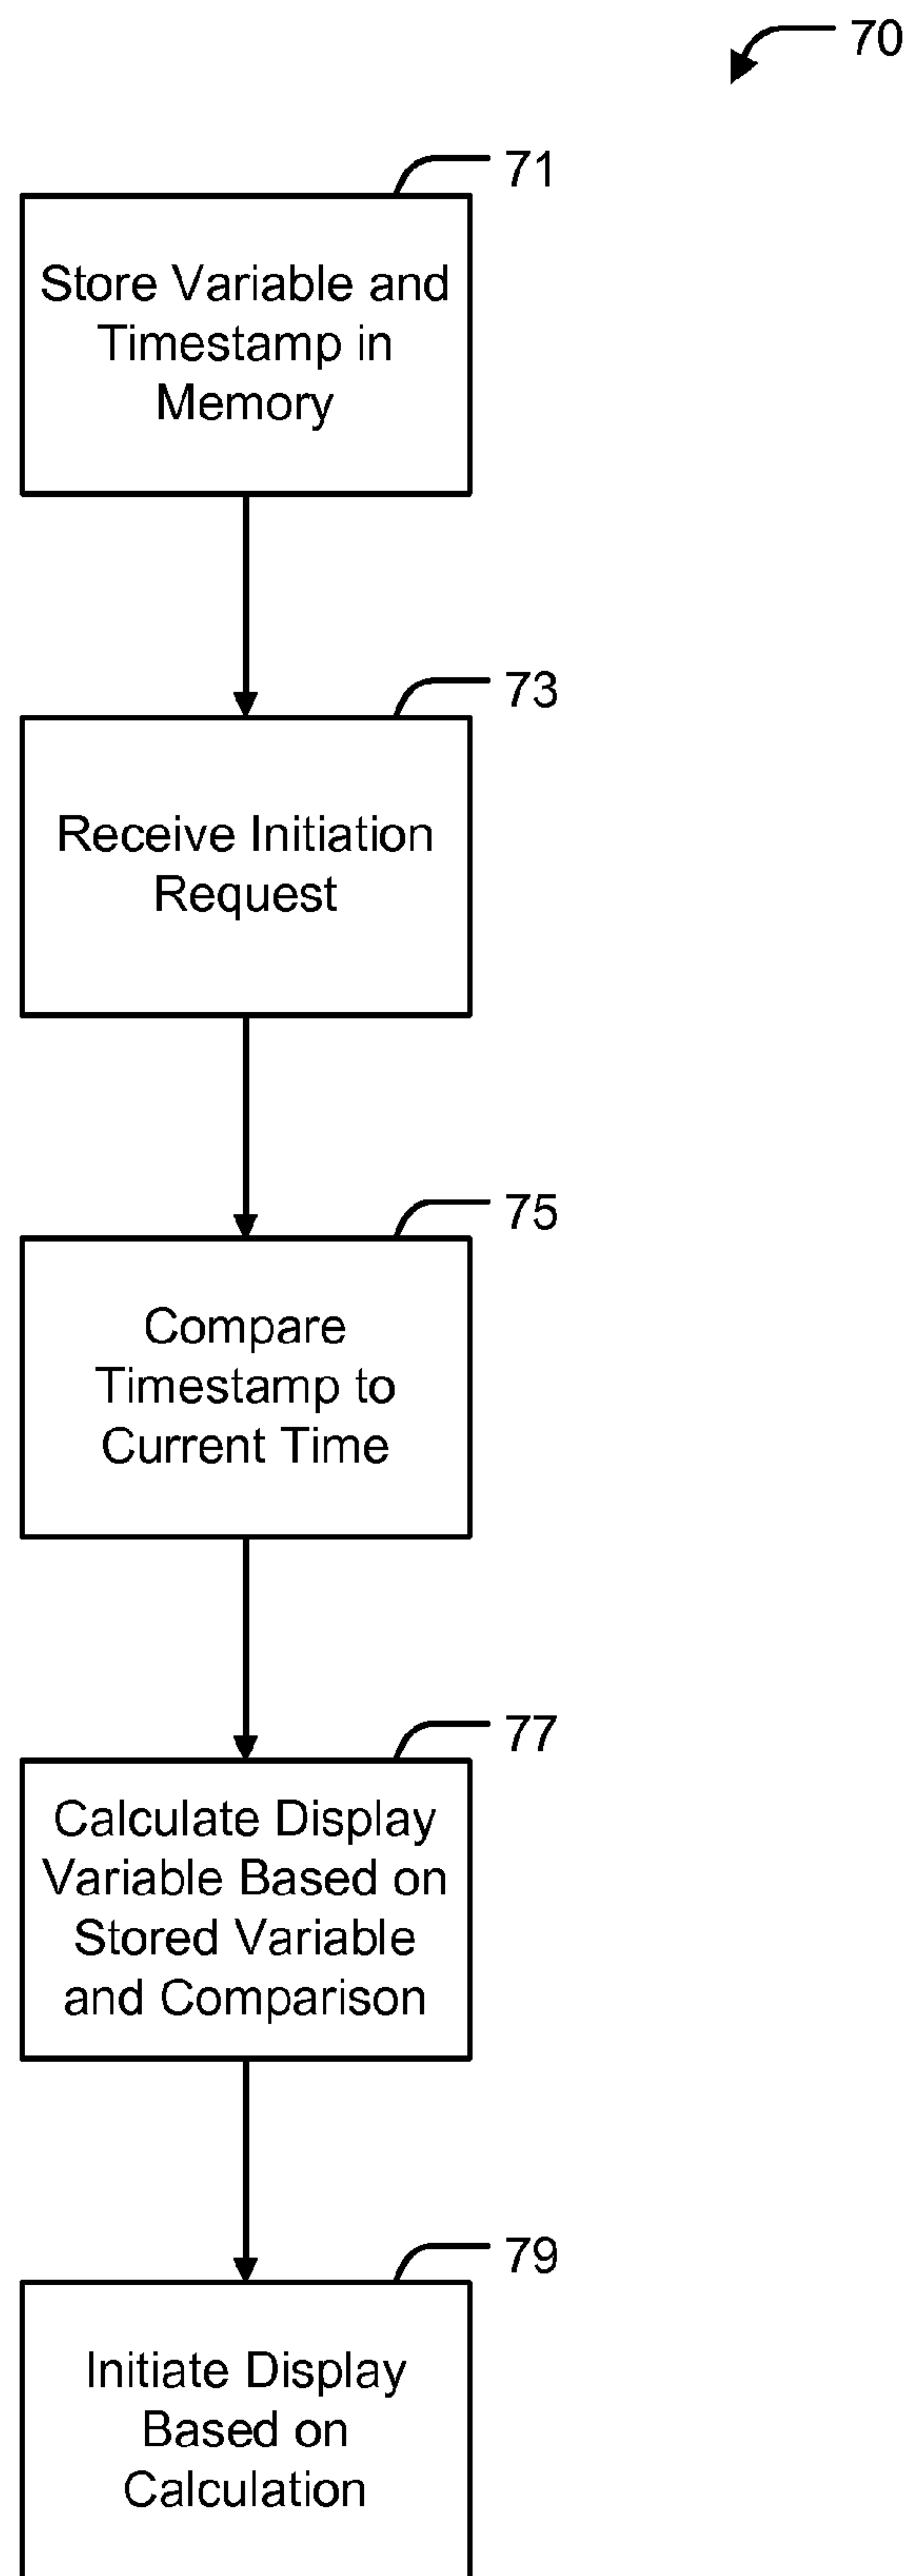 70
71
Store Variable and
Timestamp in
Memory
73
Receive Initiation
Request
75
Compare
Timestamp to
Current Time
77
Calculate Display
Variable Based on
Stored Variable
and Comparison
79
Initiate Display
Based on
Calculation